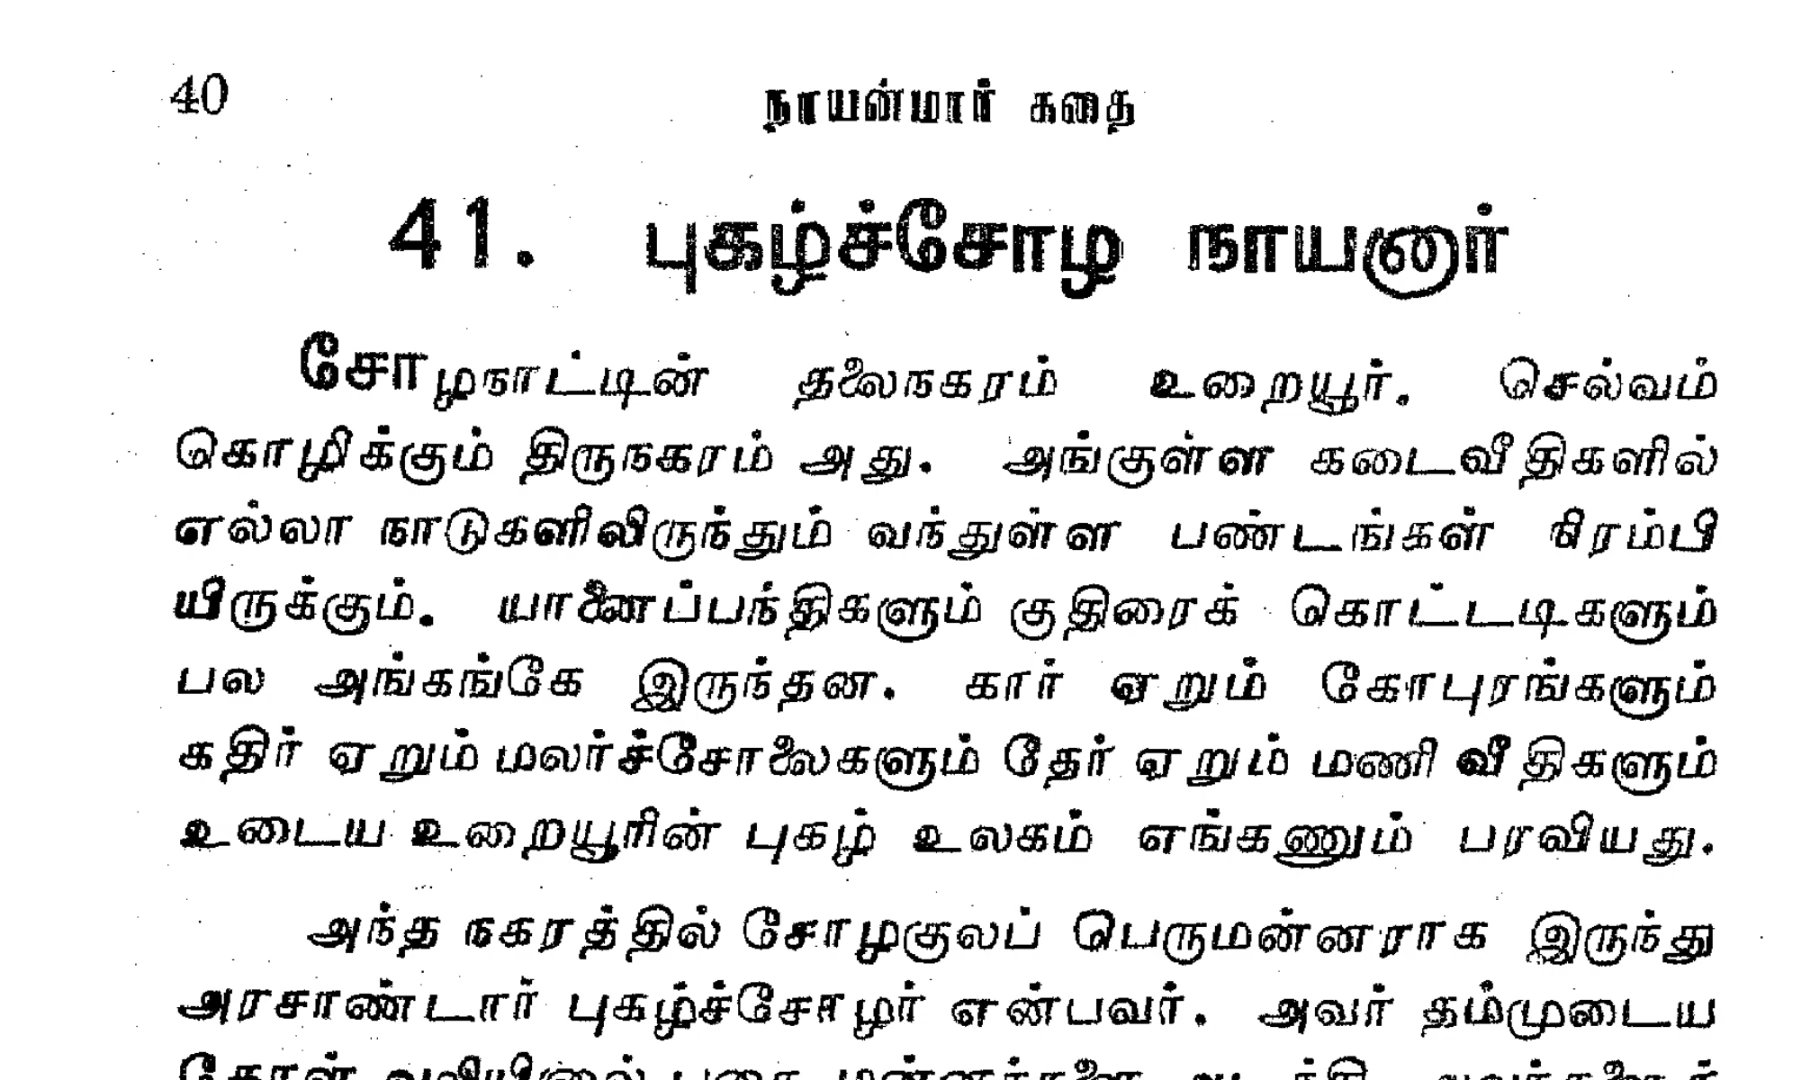 40
நாயன்மார் கதை
41. புகழ்ச்சோழ நாயனார்
சோழநாட்டின் தலைநகரம் உறையூர். செல்வம்
கொழிக்கும் திருநகரம் அது. அங்குள்ள கடைவீதிகளில்
எல்லா நாடுகளிலிருந்தும் வந்துள்ள பண்டங்கள் நிரம்பி
யிருக்கும். யானைப்பந்திகளும் குதிரைக் கொட்டடிகளும்
பல அங்கங்கே இருந்தன. கார் ஏறும் கோபுரங்களும்
கதிர் ஏறும் மலர்ச்சோலைகளும் தேர் ஏறும் மணி வீதிகளும்
உடைய உறையூரின் புகழ் உலகம் எங்கணும் பரவியது.
அந்த நகரத்தில் சோழகுலப் பெருமன்னராக இருந்து
அரசாண்டார் புகழ்ச்சோழர் என்பவர். அவர் தம்முடைய